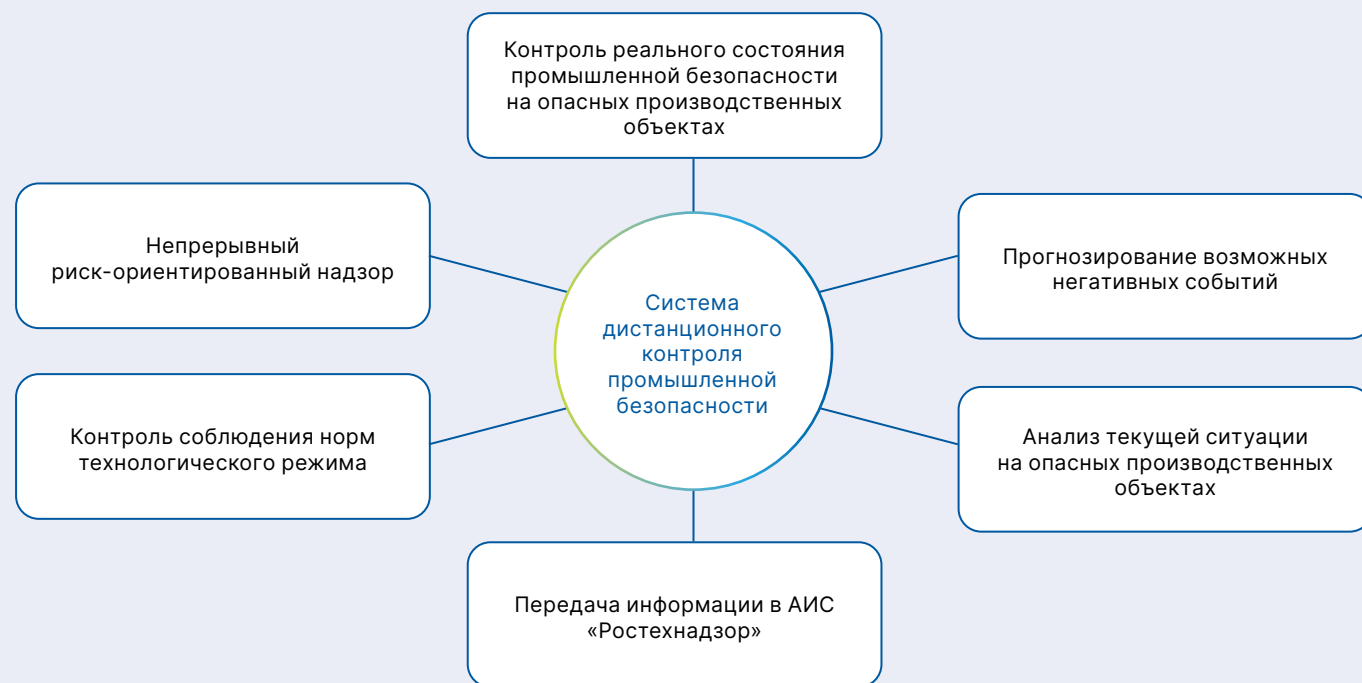 Контроль реального состояния
промышленной безопасности
на опасных производственных
объектах
Непрерывный
риск-ориентированный надзор
Прогнозирование возможных
негативных событий
Система
дистанционного
контроля
промышленной
безопасности
Контроль соблюдения норм
технологического режима
Анализ текущей ситуации
на опасных производственных
объектах
Передача информации в АИС
«Ростехнадзор»